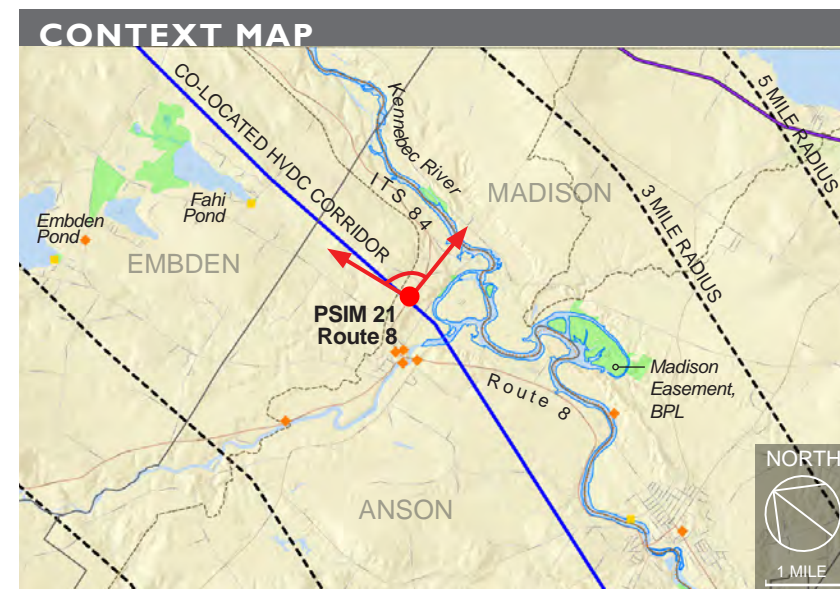 CONTEXT MAP
CO-LOCATED HVDC CORRIDOR
Kennebec River
ITS 84
MADISON
5 MILE RADIUS
3 MILE RADIUS
Embden
Pond
Fahi
Pond
EMBDEN
PSIM 21
Route 8
Route 8
Madison
Easement,
BPL
ANSON
NORTH
1 MILE